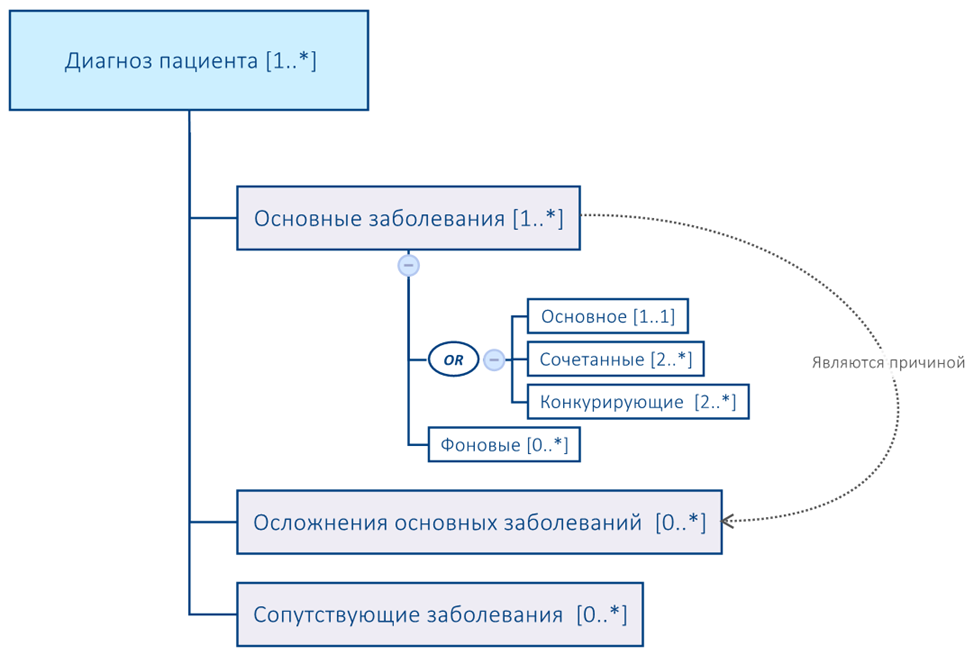 Диагноз пациента [1..*]
Основные заболевания [1..*]
Основное [1..1]
OR
Сочетанные [2..*]
Являются причиной
Конкурирующие [2..*]
Фоновые [0..*]
Осложнения основных заболеваний [0..*]
Сопутствующие заболевания [0..*]